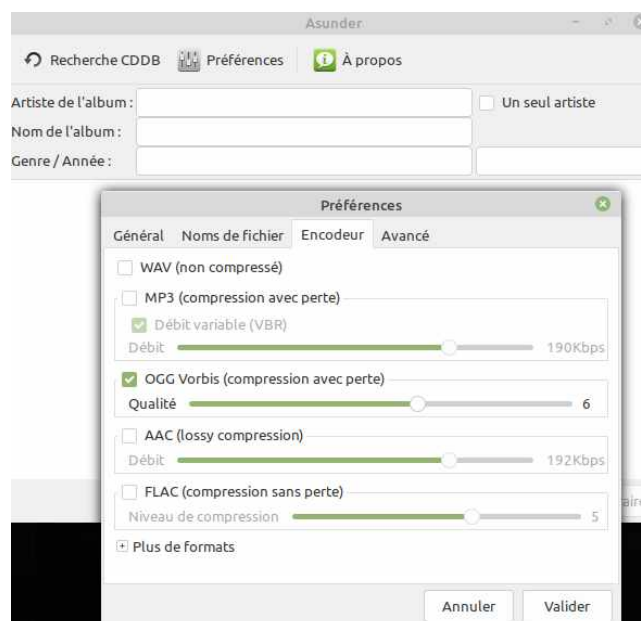 Asunder
Recherche CDDB Préférences À propos
Artiste de l'album : Un seul artiste
Nom de l'album :
Genre / Année :
Préférences
Général Noms de fichier Encodeur Avancé
WAV (non compressé)
MP3 (compression avec perte)
Débit variable (VBR)
Débit 190Kbps
OGG Vorbis (compression avec perte)
Qualité 6
AAC (lossy compression)
Débit 192Kbps
FLAC (compression sans perte)
Niveau de compression 5
Plus de formats
Annuler Valider